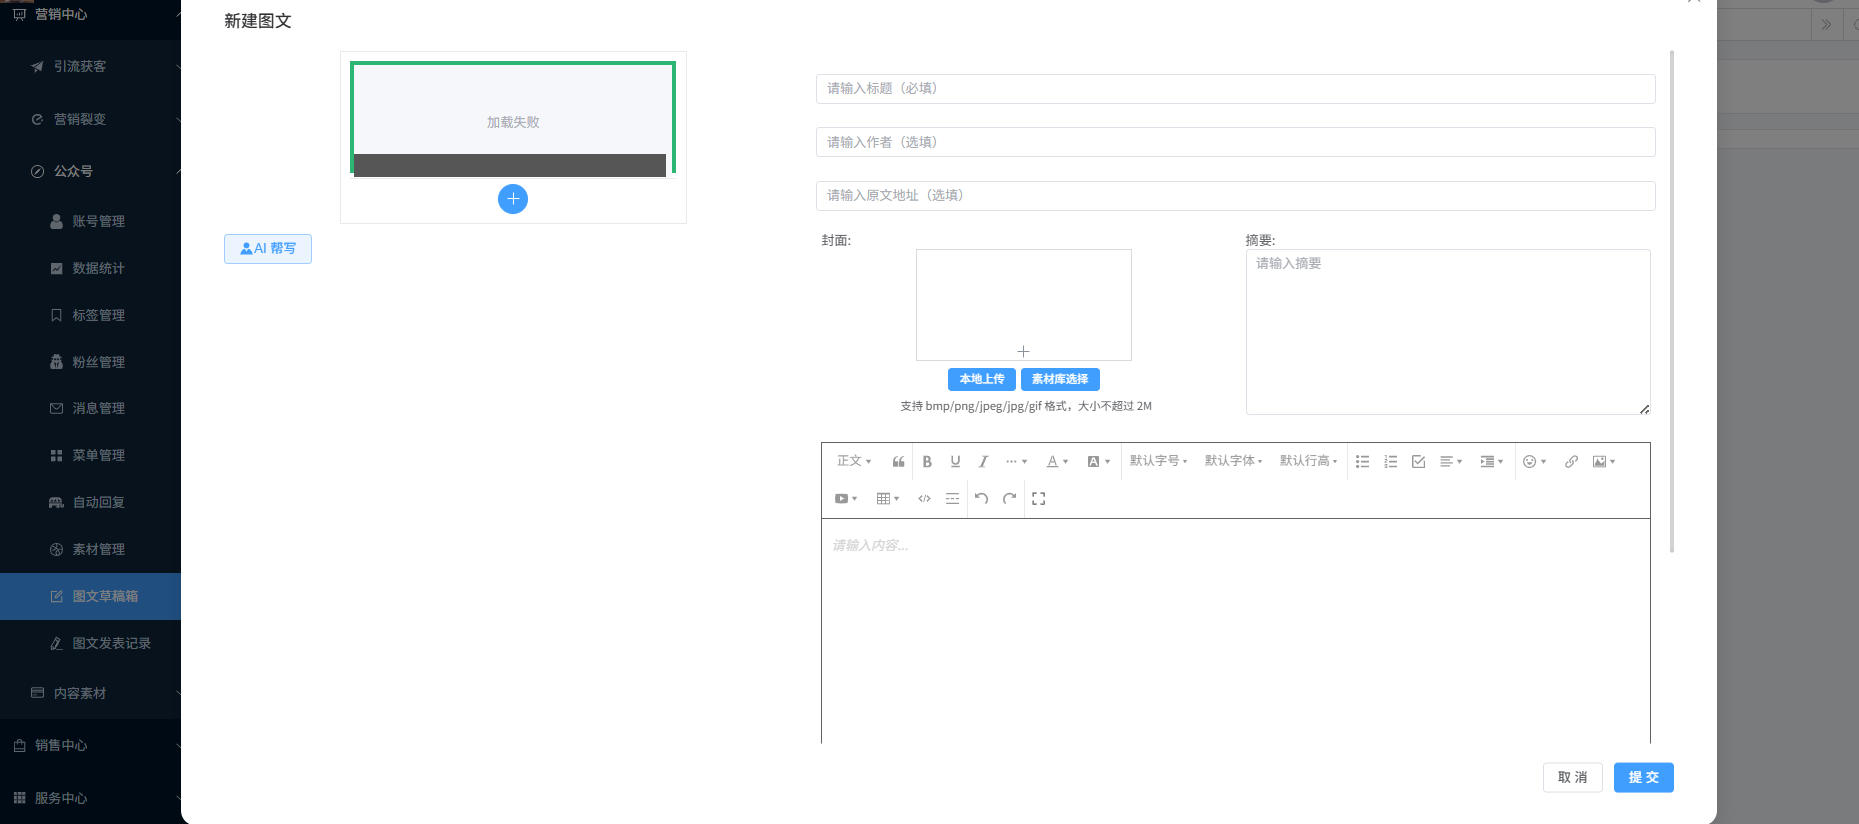 营销中心
引流获客
营销裂变
公众号
账号管理
数据统计
标签管理
粉丝管理
消息管理
菜单管理
自动回复
素材管理
图文草稿箱
图文发表记录
内容素材
销售中心
服务中心
新建图文
加载失败
AI 帮写
请输入标题（必填）
请输入作者（选填）
请输入原文地址（选填）
封面:
本地上传 素材库选择
支持 bmp/png/jpeg/jpg/gif 格式，大小不超过 2M
摘要:
请输入摘要
正文 B U I ··· A A 默认字号 默认字体 默认行高
请输入内容...
取 消 提 交